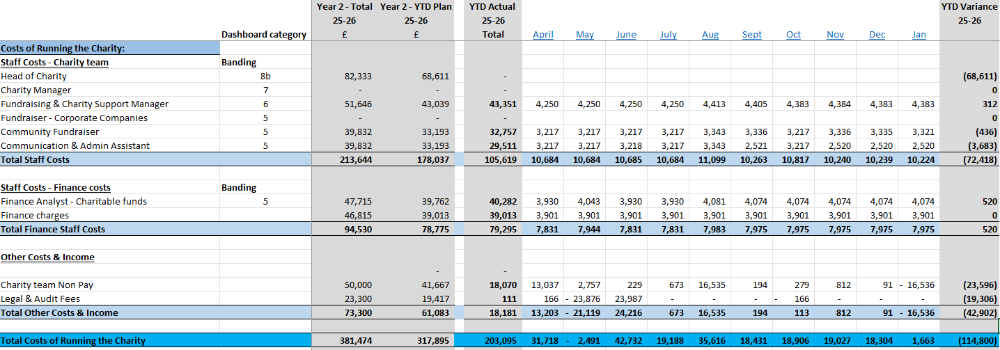 Year 2 - Total Year 2 - YTD Plan YTD Actual YTD Variance
25-26 25-26 25-26 25-26
Dashboard category £ £ Total April May June July Aug Sept Oct Nov Dec Jan
Costs of Running the Charity:
Staff Costs - Charity team Banding
Head of Charity 8b 82,333 68,611 - (68,611)
Charity Manager 7 - - - 0
Fundraising & Charity Support Manager 6 51,646 43,039 43,351 4,250 4,250 4,250 4,250 4,413 4,405 4,383 4,384 4,383 4,383 312
Fundraiser - Corporate Companies 5 - - - 0
Community Fundraiser 5 39,832 33,193 32,757 3,217 3,217 3,217 3,217 3,343 3,336 3,217 3,336 3,335 3,321 (436)
Communication & Admin Assistant 5 39,832 33,193 29,511 3,217 3,217 3,218 3,217 3,343 2,521 3,217 2,520 2,520 2,520 (3,683)
Total Staff Costs 213,644 178,037 105,619 10,684 10,684 10,685 10,684 11,099 10,263 10,817 10,240 10,239 10,224 (72,418)
Staff Costs - Finance costs Banding
Finance Analyst - Charitable funds 5 47,715 39,762 40,282 3,930 4,043 3,930 3,930 4,081 4,074 4,074 4,074 4,074 4,074 520
Finance charges 46,815 39,013 39,013 3,901 3,901 3,901 3,901 3,901 3,901 3,901 3,901 3,901 3,901 0
Total Finance Staff Costs 94,530 78,775 79,295 7,831 7,944 7,831 7,831 7,983 7,975 7,975 7,975 7,975 7,975 520
Other Costs & Income
- -
Charity team Non Pay 50,000 41,667 18,070 13,037 2,757 229 673 16,535 194 279 812 91 - 16,536 (23,596)
Legal & Audit Fees 23,300 19,417 111 166 - 23,876 23,987 - - - - 166 - - - (19,306)
Total Other Costs & Income 73,300 61,083 18,181 13,203 - 21,119 24,216 673 16,535 194 113 812 91 - 16,536 (42,902)
Total Costs of Running the Charity 381,474 317,895 203,095 31,718 - 2,491 42,732 19,188 35,616 18,431 18,906 19,027 18,304 1,663 (114,800)